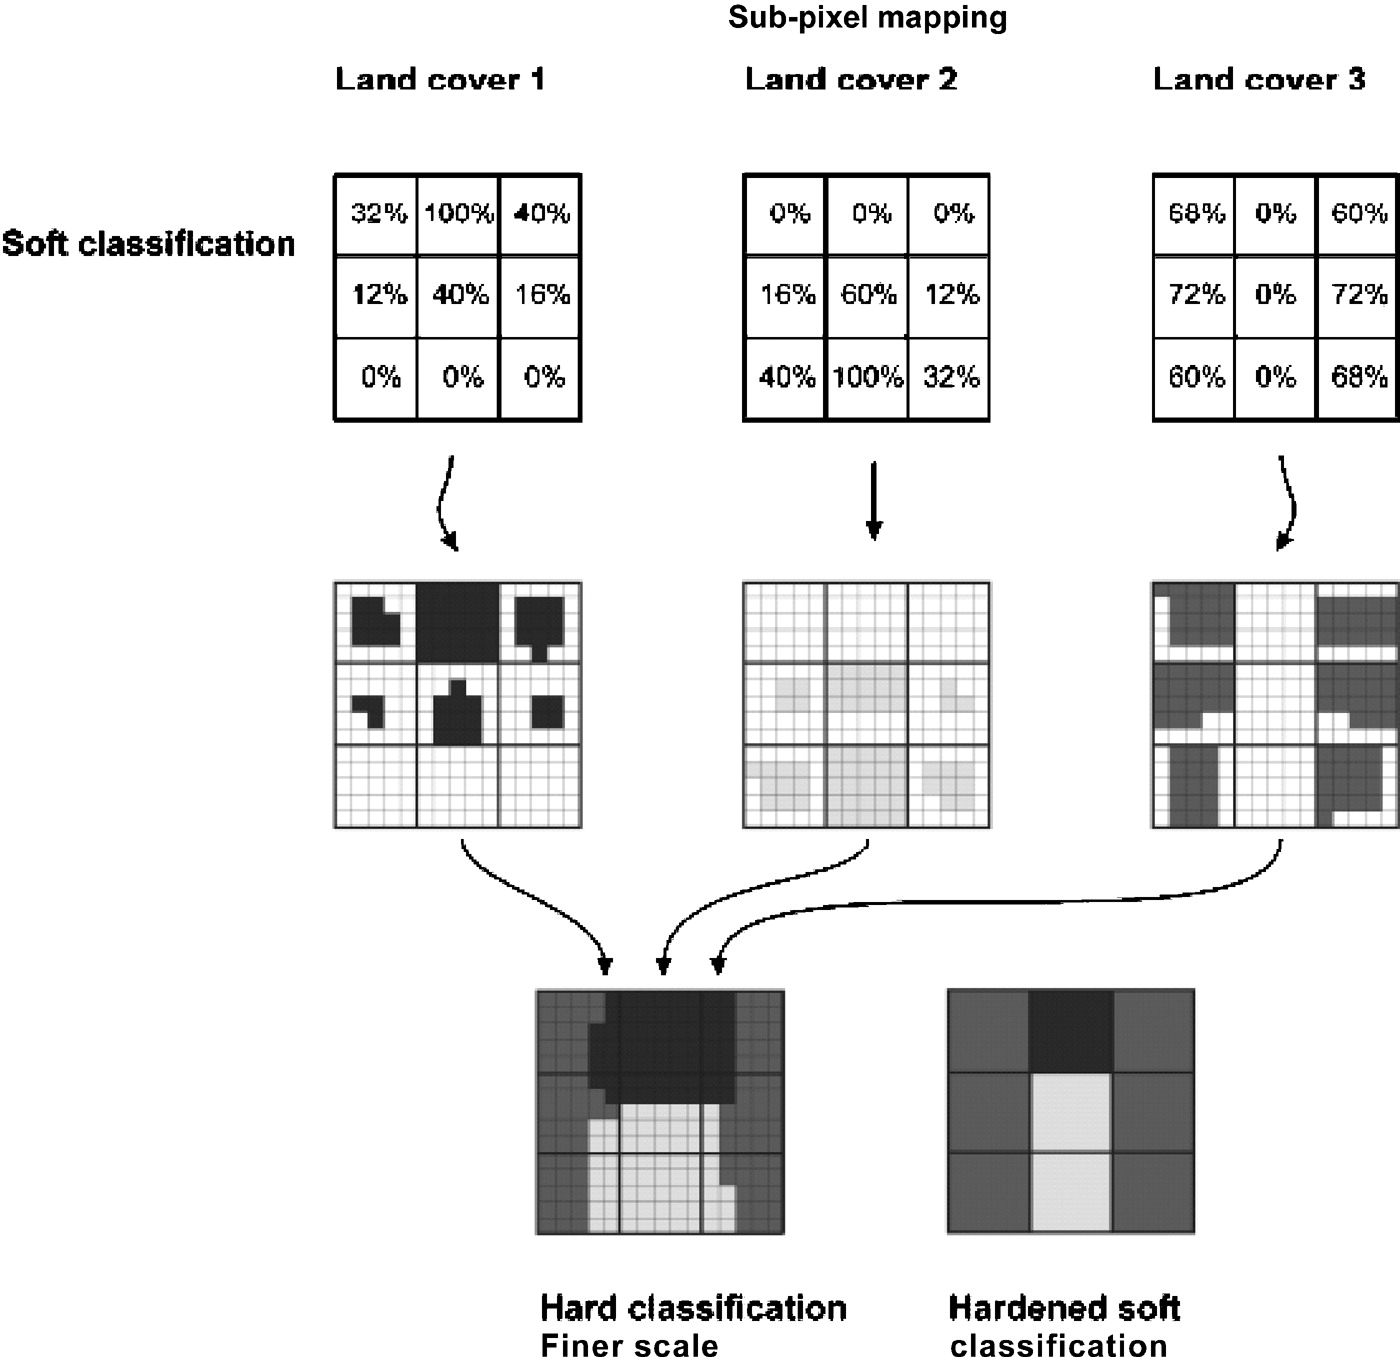 Sub-pixel mapping
Land cover 1 Land cover 2 Land cover 3
Soft classification
32% 100% 40% 0% 0% 0% 68% 0% 60%
12% 40% 16% 16% 60% 12% 72% 0% 72%
0% 0% 0% 40% 100% 32% 60% 0% 68%
Hard classification Hardened soft
Finer scale classification